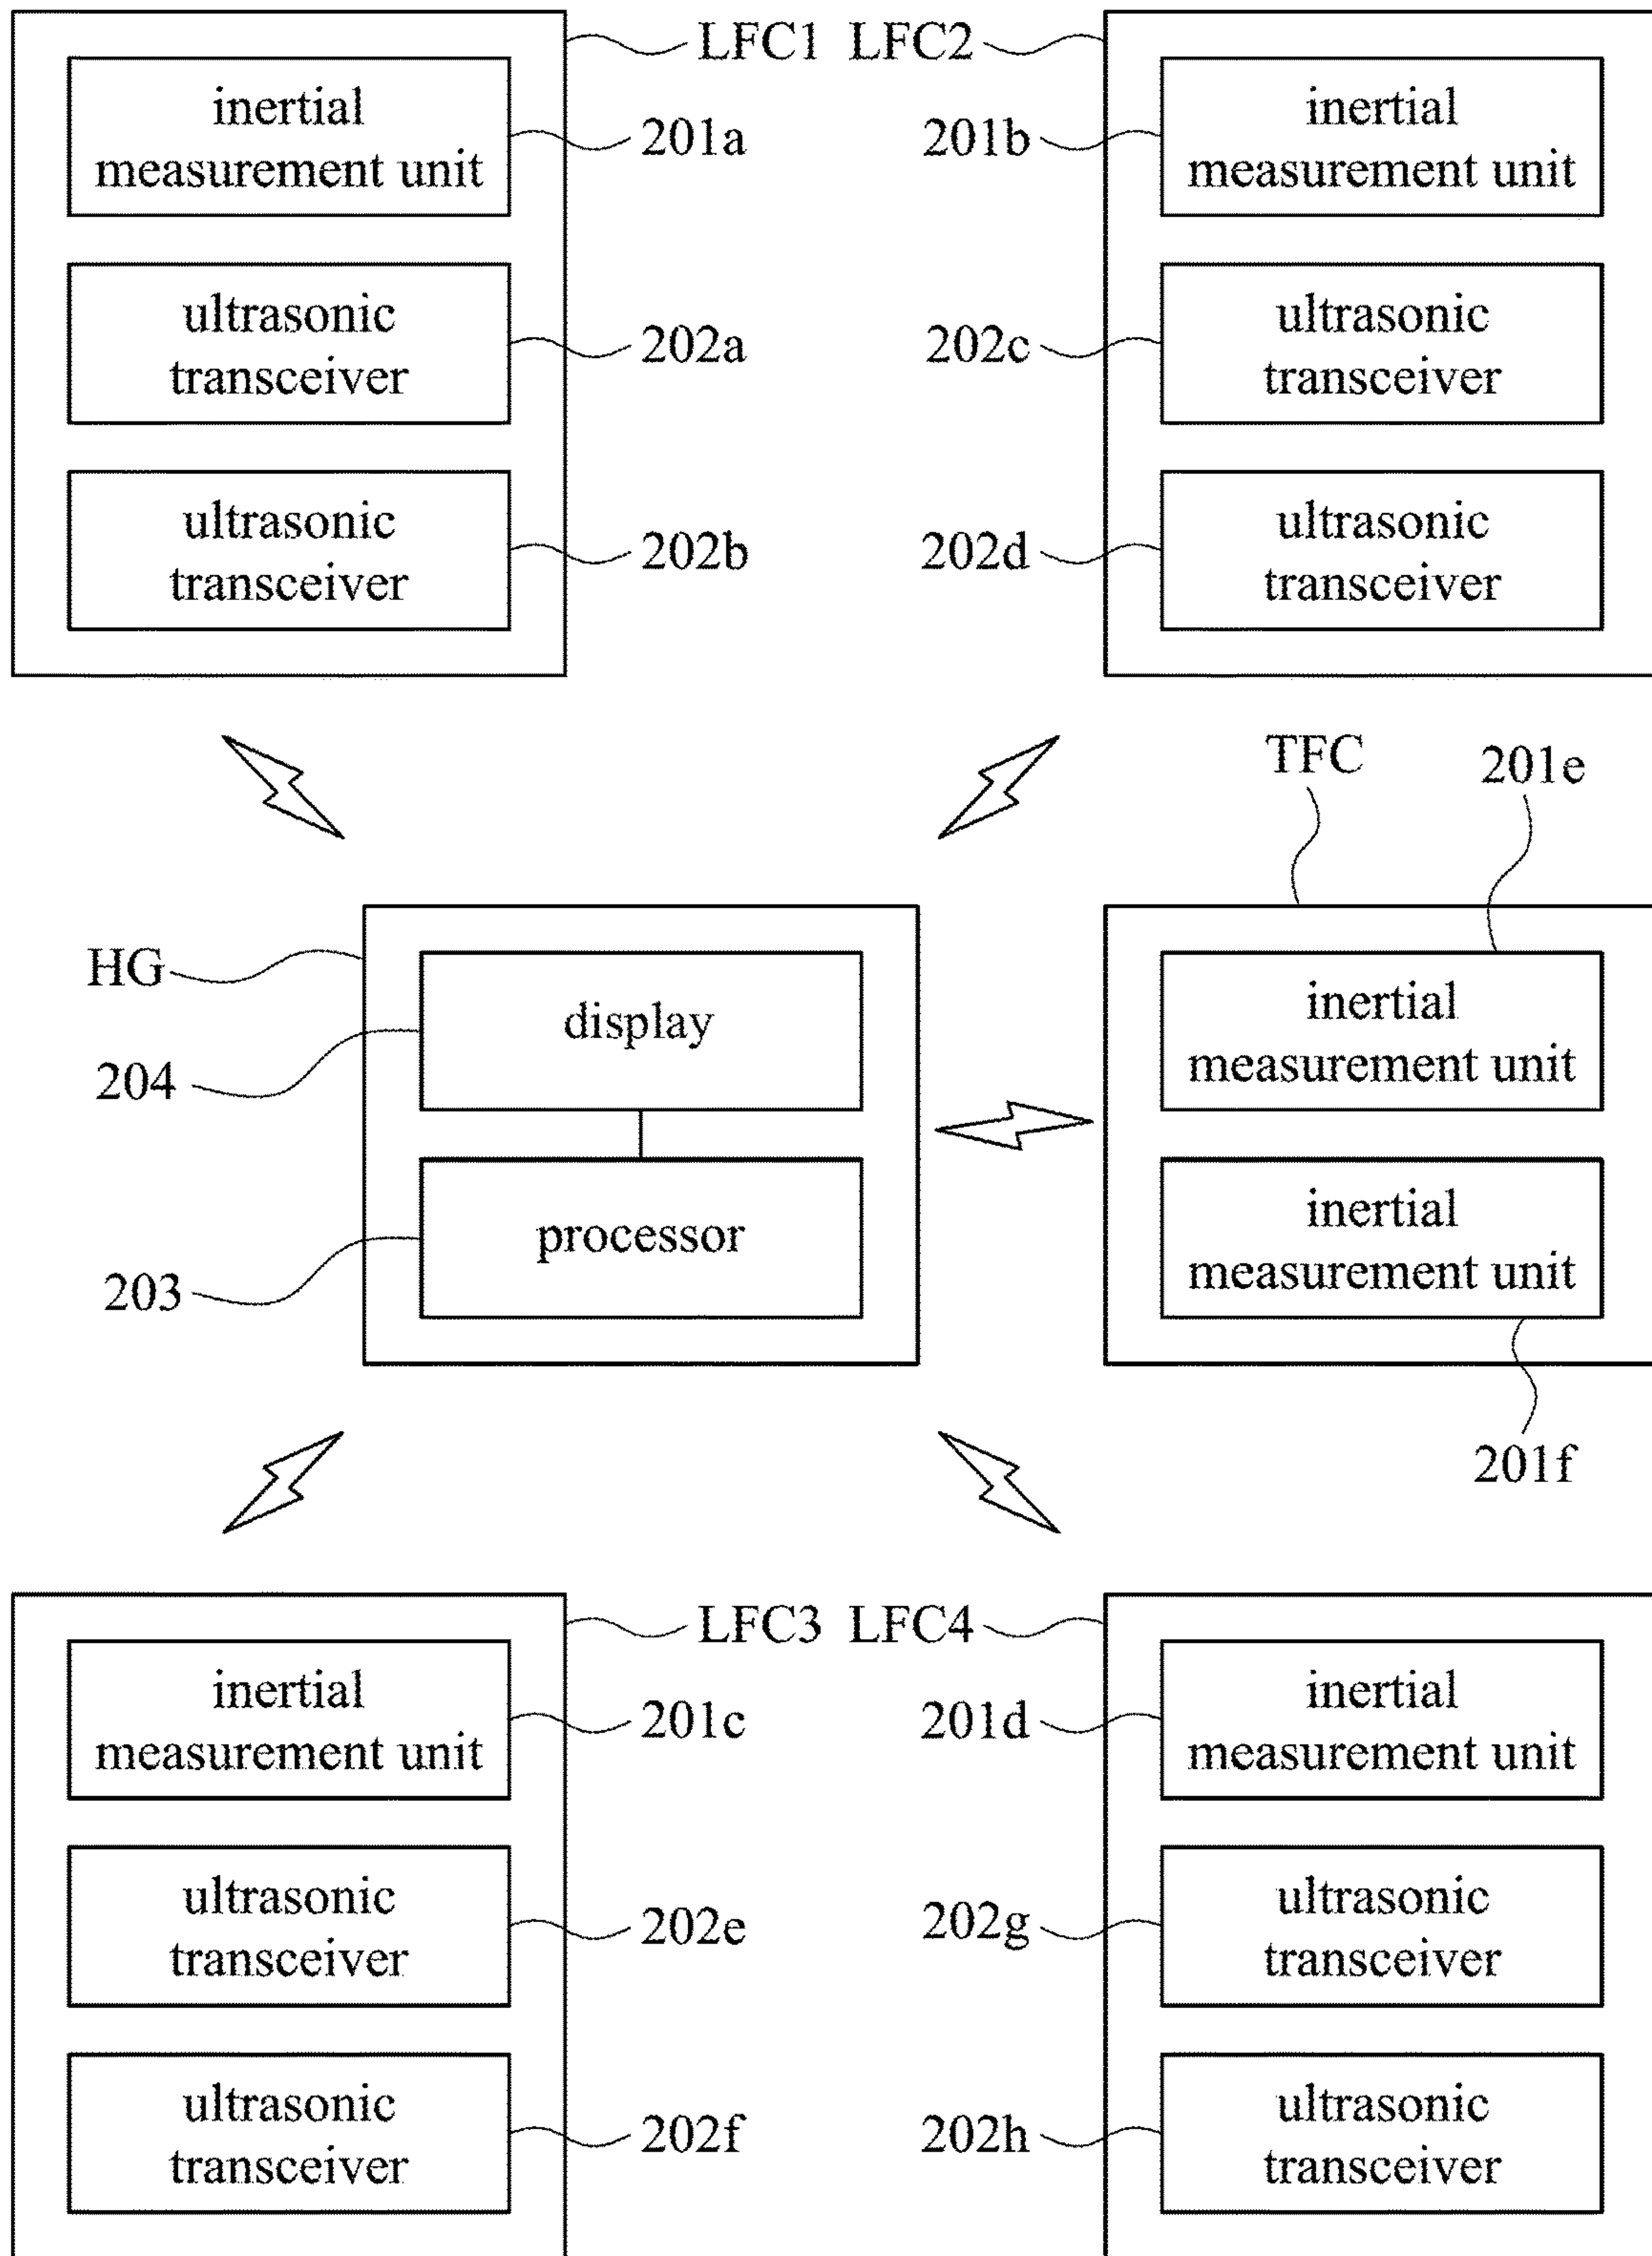 LFC1 LFC2
inertial
measurement unit
201a
201b
inertial
measurement unit
ultrasonic
transceiver
202a
202c
ultrasonic
transceiver
ultrasonic
transceiver
202b
202d
ultrasonic
transceiver
TFC
201e
HG
display
204
processor
203
inertial
measurement unit
inertial
measurement unit
201f
LFC3 LFC4
inertial
measurement unit
201c
201d
inertial
measurement unit
ultrasonic
transceiver
202e
202g
ultrasonic
transceiver
ultrasonic
transceiver
202f
202h
ultrasonic
transceiver